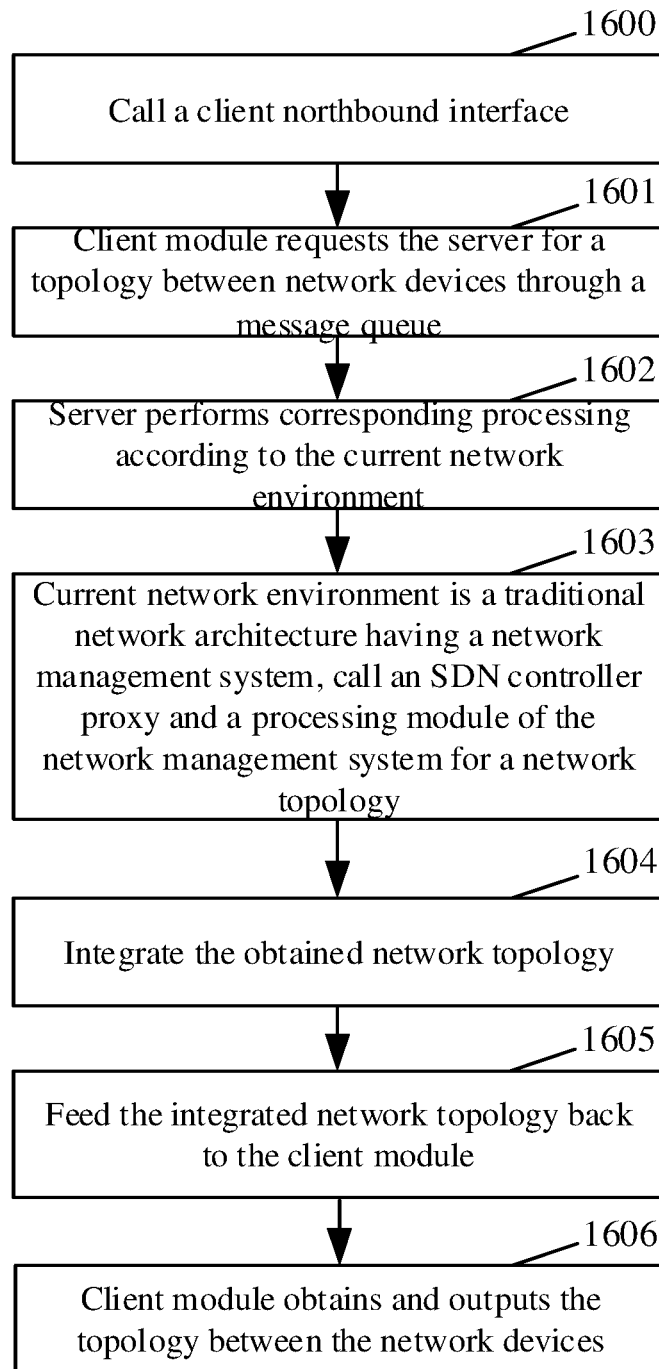 1600
Call a client northbound interface
1601
Client module requests the server for a
topology between network devices through a
message queue
1602
Server performs corresponding processing
according to the current network
environment
1603
Current network environment is a traditional
network architecture having a network
management system, call an SDN controller
proxy and a processing module of the
network management system for a network
topology
1604
Integrate the obtained network topology
1605
Feed the integrated network topology back
to the client module
1606
Client module obtains and outputs the
topology between the network devices